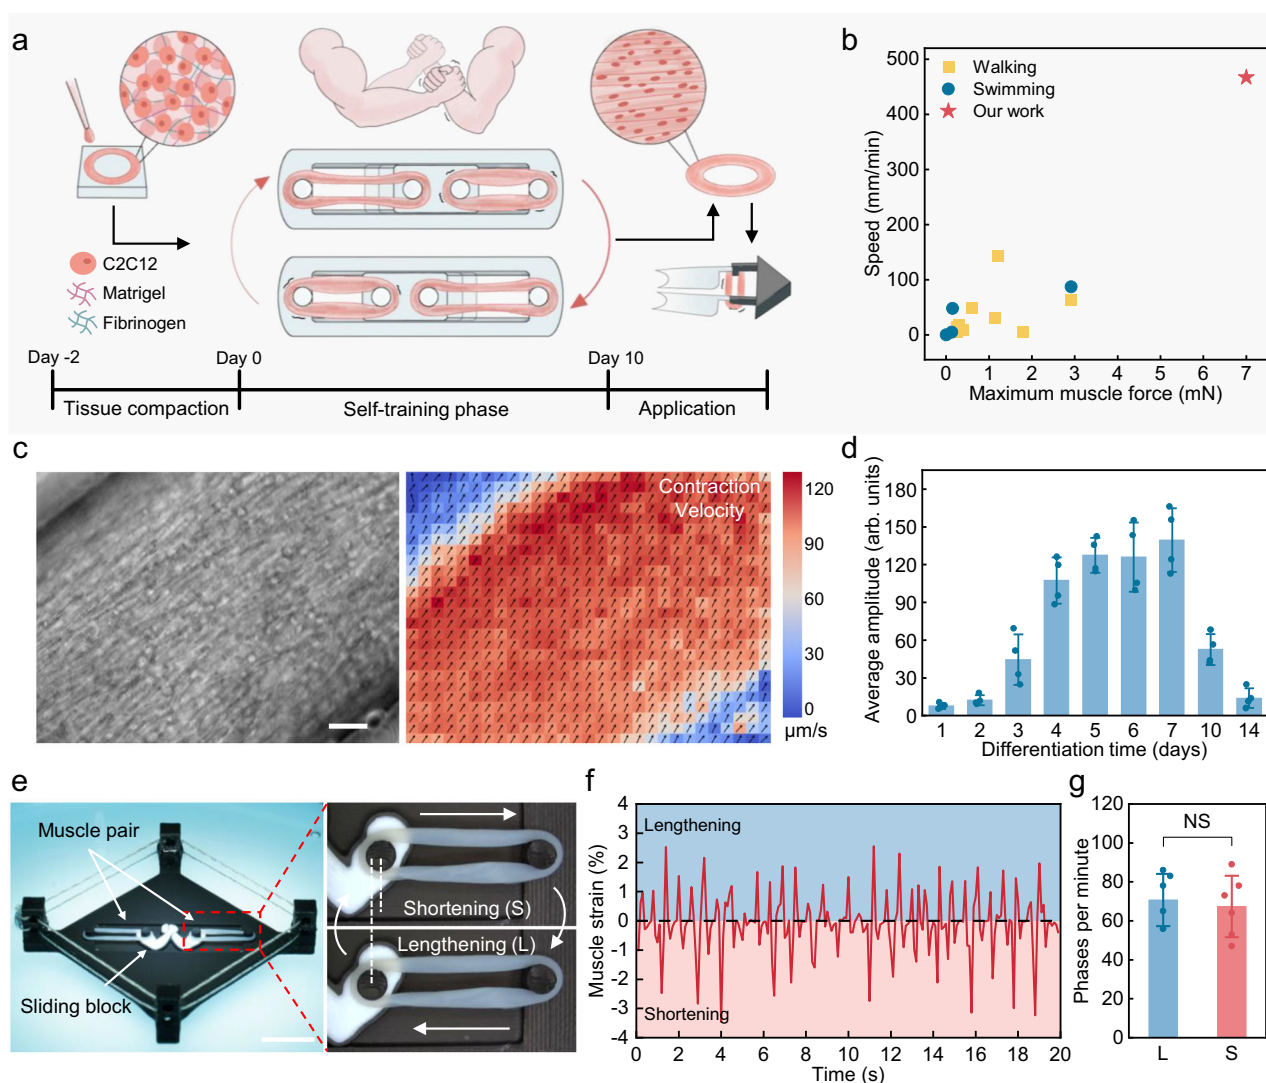 a
C2C12
Matrigel
Fibrinogen
Day -2
Day 0
Day 10
Tissue compaction
Self-training phase
Application
b
Speed (mm/min)
500
400
300
200
100
0
Walking
Swimming
Our work
0 1 2 3 4 5 6 7
Maximum muscle force (mN)
c
Contraction
Velocity
120
90
60
30
0
μm/s
d
Average amplitude (arb. units)
180
150
120
90
60
30
0
1 2 3 4 5 6 7 10 14
Differentiation time (days)
e
Muscle pair
Sliding block
Shortening (S)
Lengthening (L)
f
Muscle strain (%)
4
3
2
1
0
-1
-2
-3
-4
Lengthening
Shortening
0 2 4 6 8 10 12 14 16 18 20
Time (s)
g
Phases per minute
120
100
80
60
40
20
0
NS
L S